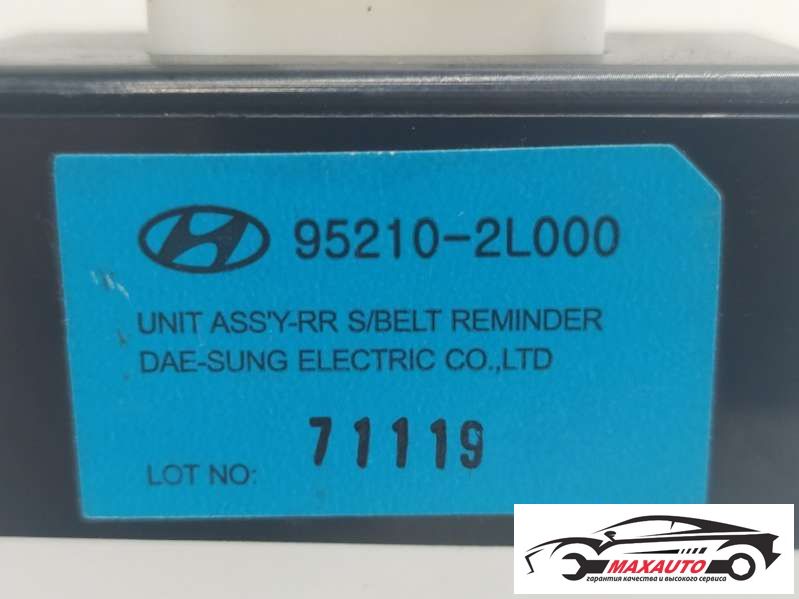 95210-2L000
UNIT ASS'Y-RR S/BELT REMINDER
DAE-SUNG ELECTRIC CO.,LTD
71119
LOT NO:
MAXAUTO
гарантия качества и высокого сервиса